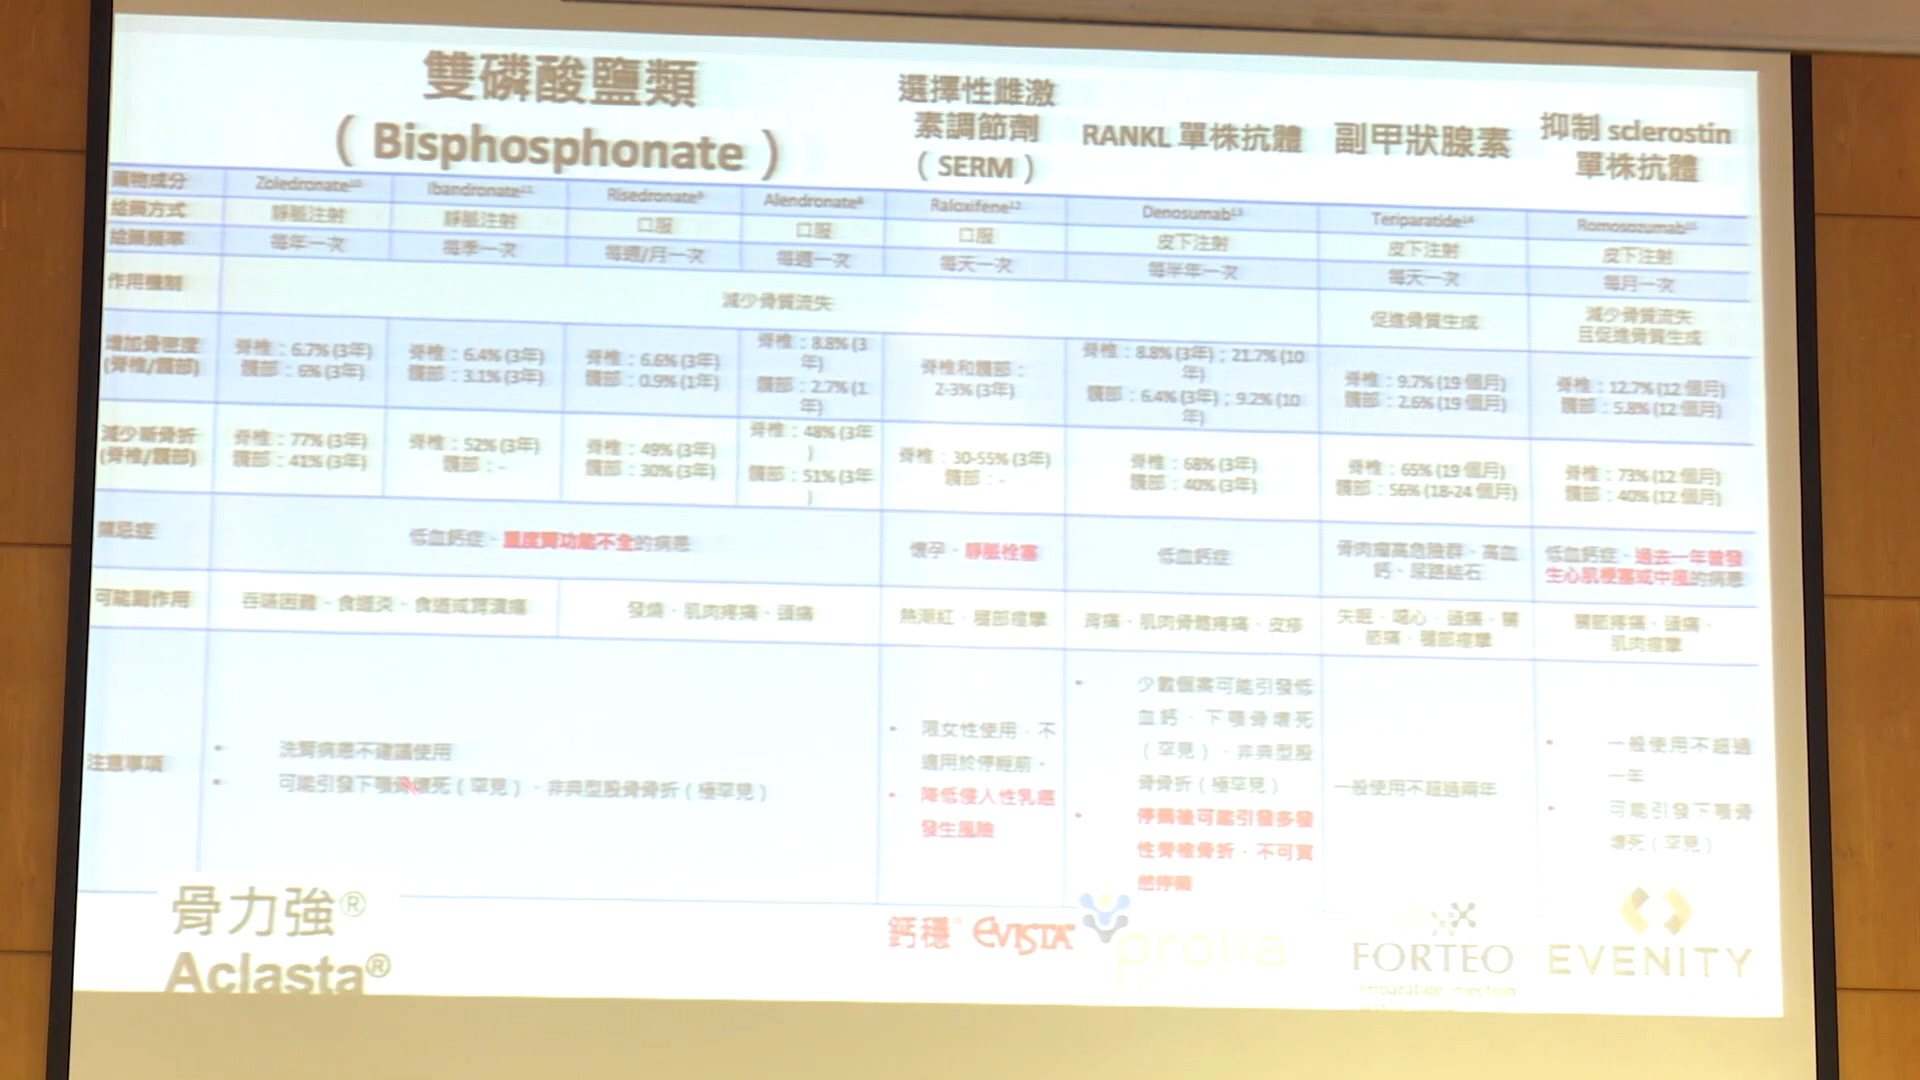 雙磷酸鹽類
（Bisphosphonate）
選擇性雌激
素調節劑
（SERM）
RANKL 單株抗體
副甲狀腺素
抑制 sclerostin
單株抗體
藥物成分 Zoledronate¹⁰ Ibandronate¹¹ Risedronate⁹ Alendronate⁸ Raloxifene¹² Denosumab¹³ Teriparatide¹⁴ Romosozumab¹⁵
給藥方式 靜脈注射 靜脈注射 口服 口服 口服 皮下注射 皮下注射 皮下注射
給藥頻率 每年一次 每季一次 每週/月一次 每週一次 每天一次 每半年一次 每天一次 每月一次
作用機制
減少骨質流失
促進骨質生成
減少骨質流失
且促進骨質生成
增加骨密度
(脊椎/髖部)
脊椎：6.7% (3年)
髖部：6% (3年)
脊椎：6.4% (3年)
髖部：3.1% (3年)
脊椎：6.6% (3年)
髖部：0.9% (1年)
脊椎：8.8% (3
年)
髖部：2.7% (1
年)
脊椎和髖部：
2-3% (3年)
脊椎：8.8% (3年)；21.7% (10
年)
髖部：6.4% (3年)；9.2% (10
年)
脊椎：9.7% (19 個月)
髖部：2.6% (19 個月)
脊椎：12.7% (12 個月)
髖部：5.8% (12 個月)
減少斷骨折
(脊椎/髖部)
脊椎：77% (3年)
髖部：41% (3年)
脊椎：52% (3年)
髖部：-
脊椎：49% (3年)
髖部：30% (3年)
脊椎：48% (3年
)
髖部：51% (3年
)
脊椎：30-55% (3年)
髖部：-
脊椎：68% (3年)
髖部：40% (3年)
脊椎：65% (19 個月)
髖部：56% (18-24 個月)
脊椎：73% (12 個月)
髖部：40% (12 個月)
禁忌症
低血鈣症、重度腎功能不全的病患
懷孕、靜脈栓塞
低血鈣症
骨肉瘤高危險群、高血
鈣、尿路結石
低血鈣症、過去一年曾發
生心肌梗塞或中風的病患
可能副作用
吞嚥困難、食道炎、食道或胃潰瘍
發燒、肌肉疼痛、頭痛
熱潮紅、腿部痙攣
背痛、肌肉骨骼疼痛、皮疹
失眠、噁心、頭痛、關
節痛、腿部痙攣
關節疼痛、頭痛、
肌肉痙攣
注意事項
• 洗腎病患不建議使用
• 可能引發下顎骨壞死（罕見）、非典型股骨骨折（極罕見）
• 限女性使用，不
適用於停經前。
• 降低侵入性乳癌
發生風險
• 少數個案可能引發低
血鈣、下顎骨壞死
（罕見）、非典型股
骨骨折（極罕見）
• 停藥後可能引發多發
性脊椎骨折，不可貿
然停藥
一般使用不超過兩年
• 一般使用不超過
一年
• 可能引發下顎骨
壞死（罕見）
骨力強®
Aclasta®
鈣穩 EVISTA
prolia
FORTEO
teriparatide injection
EVENITY